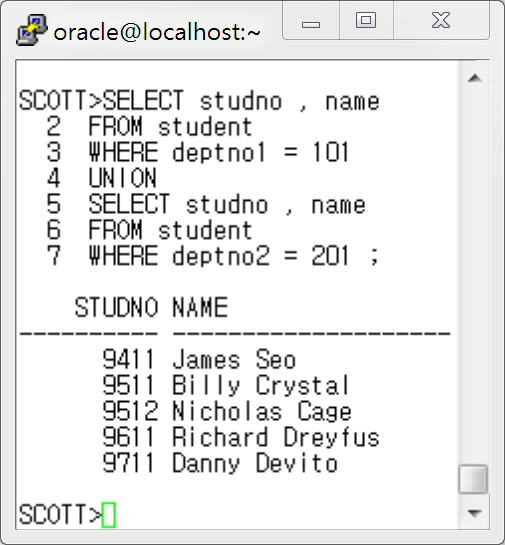 oracle@localhost:~
SCOTT>SELECT studno , name
2 FROM student
3 WHERE deptno1 = 101
4 UNION
5 SELECT studno , name
6 FROM student
7 WHERE deptno2 = 201 ;
STUDNO NAME
---------- --------------------
9411 James Seo
9511 Billy Crystal
9512 Nicholas Cage
9611 Richard Dreyfus
9711 Danny Devito
SCOTT>